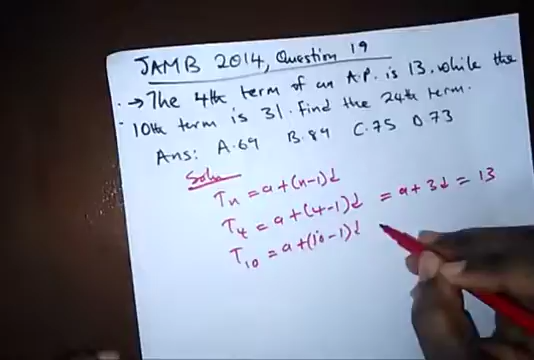 JAMB 2014, Question 19
→ The 4th term of an A.P. is 13. while the
10th term is 31. find the 24th term.
Ans: A.69 B.89 C.75 D 73
Soln
Tn = a+(n-1)d
T4 = a+(4-1)d = a+3d = 13
T10 = a+(10-1)d